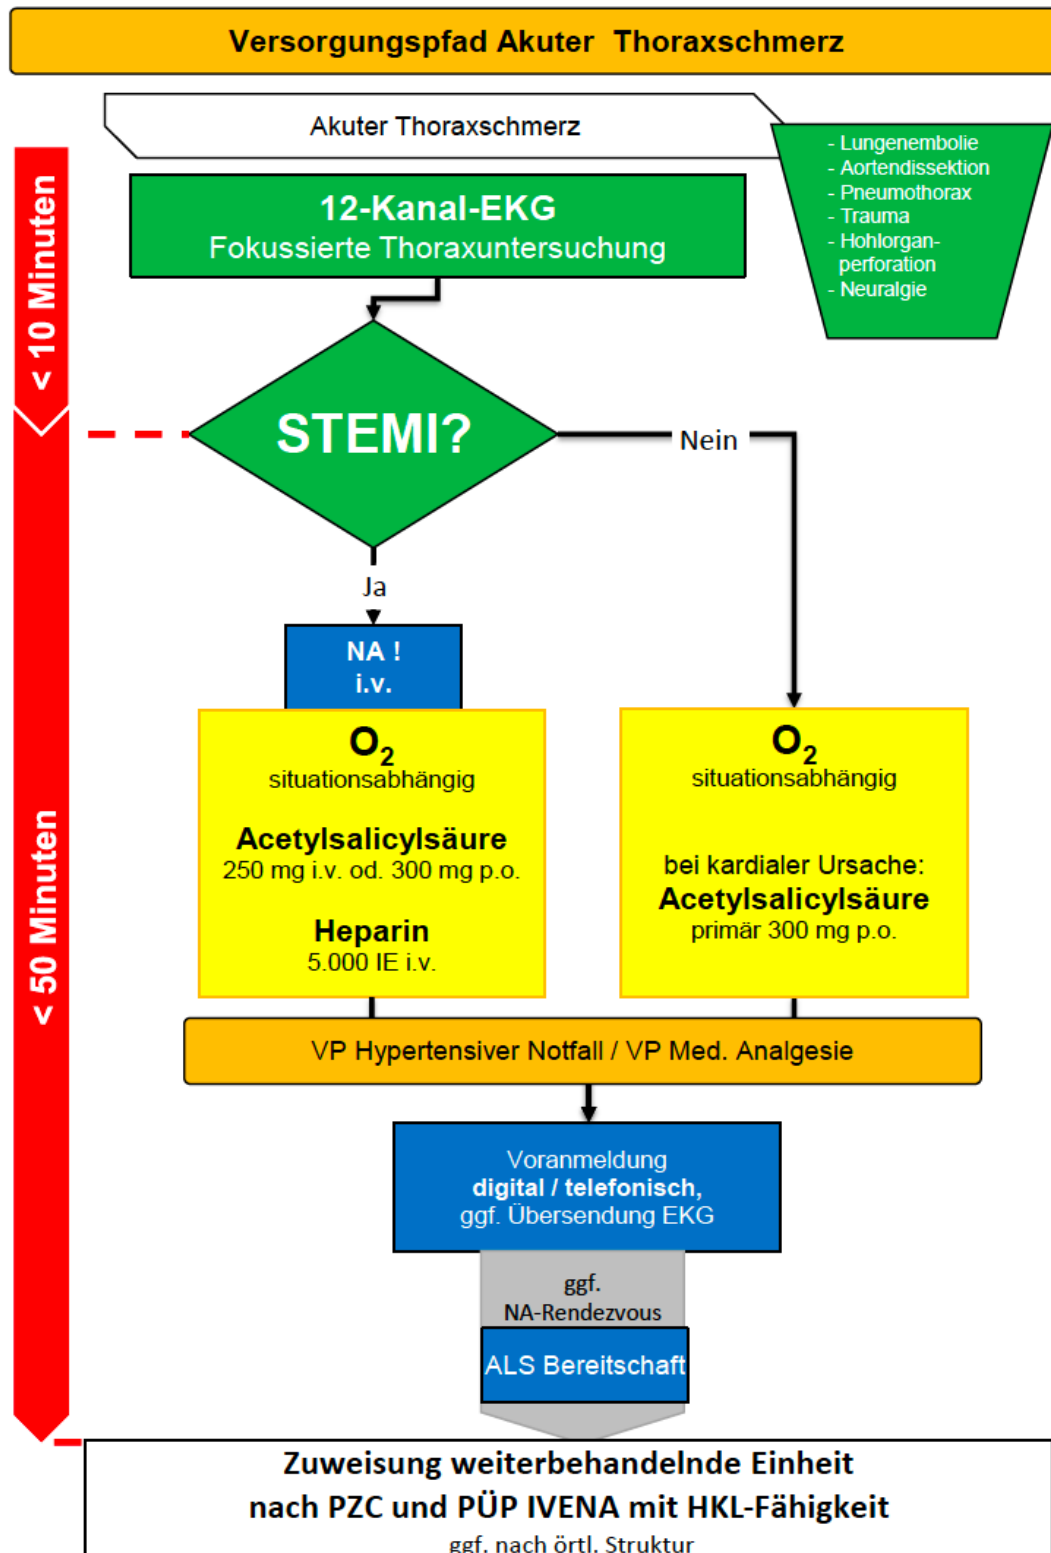 Versorgungspfad Akuter Thoraxschmerz
Akuter Thoraxschmerz
- Lungenembolie
- Aortendissektion
- Pneumothorax
- Trauma
- Hohlorgan-
perforation
- Neuralgie
12-Kanal-EKG
Fokussierte Thoraxuntersuchung
< 10 Minuten
STEMI?
Nein
Ja
NA !
i.v.
O₂
situationsabhängig
Acetylsalicylsäure
250 mg i.v. od. 300 mg p.o.
Heparin
5.000 IE i.v.
O₂
situationsabhängig
bei kardialer Ursache:
Acetylsalicylsäure
primär 300 mg p.o.
< 50 Minuten
VP Hypertensiver Notfall / VP Med. Analgesie
Voranmeldung
digital / telefonisch,
ggf. Übersendung EKG
ggf.
NA-Rendezvous
ALS Bereitschaft
Zuweisung weiterbehandelnde Einheit
nach PZC und PÜP IVENA mit HKL-Fähigkeit
ggf. nach örtl. Struktur